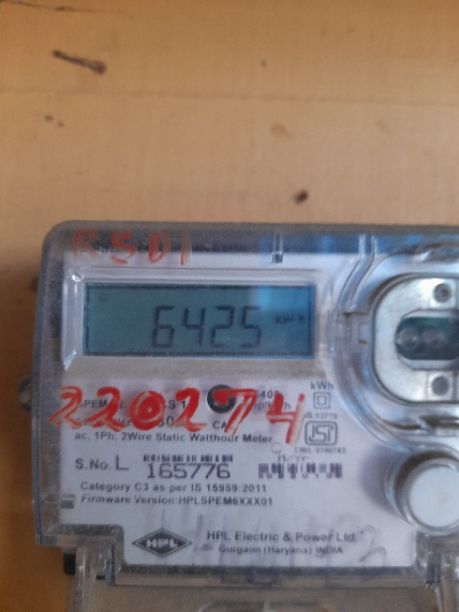 RSDI
6425 kWh
220274
kWh
ac, 1Ph, 2Wire Static Watthour Meter
S.No. L 165776
Category C3 as per IS 15959:2011
Firmware Version: HPLSPEM6XXX01
HPL
HPL Electric & Power Ltd.
Gurgaon (Haryana) INDIA